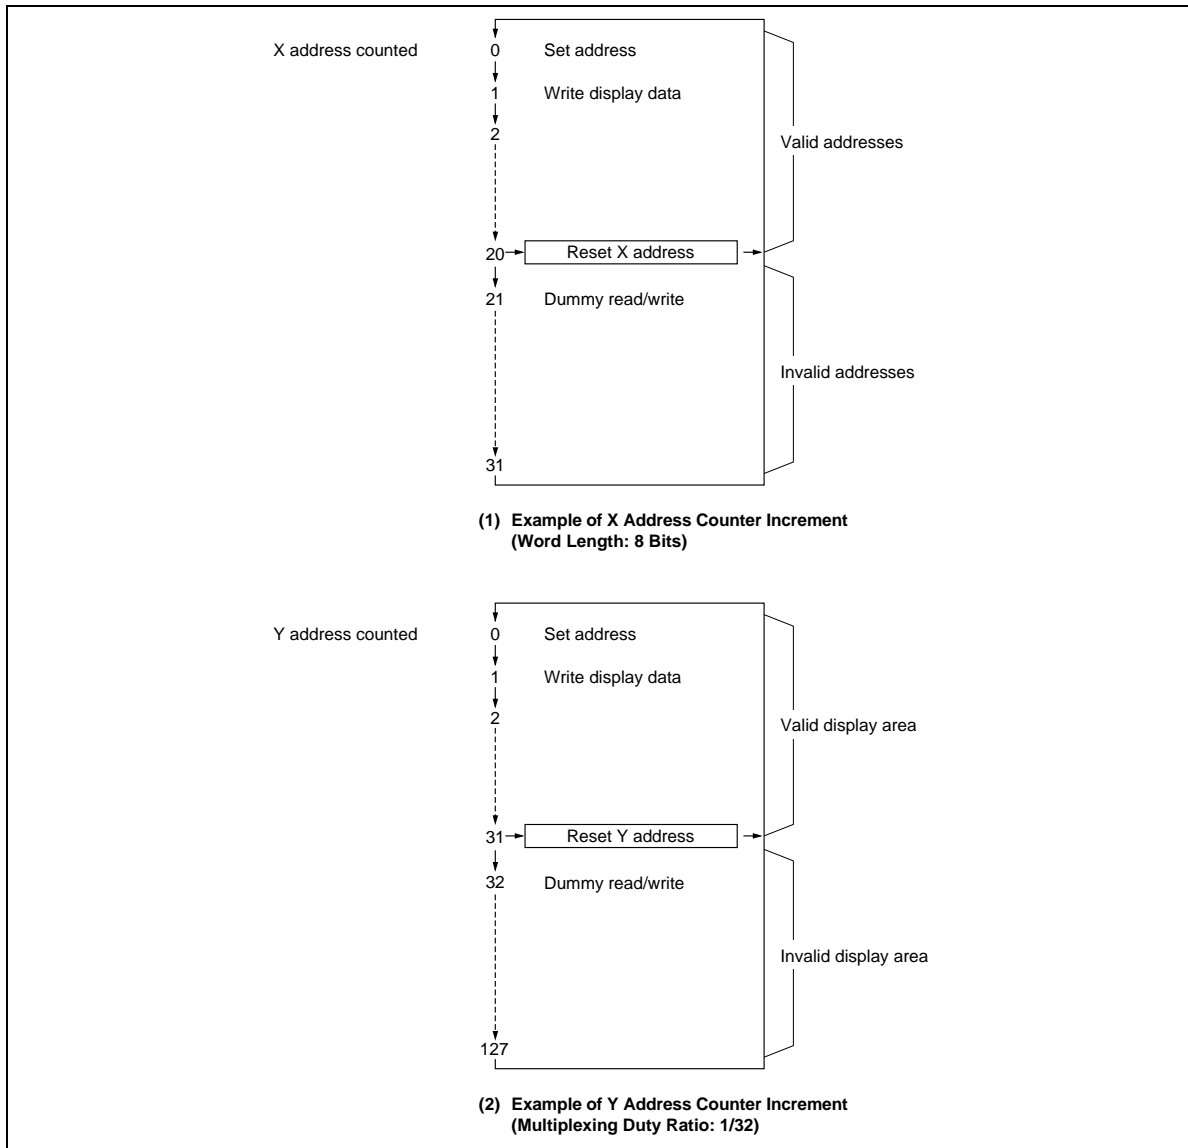 X address counted 0 Set address
1 Write display data
2
Valid addresses
20 Reset X address
21 Dummy read/write
Invalid addresses
31
(1) Example of X Address Counter Increment
(Word Length: 8 Bits)
Y address counted 0 Set address
1 Write display data
2
Valid display area
31 Reset Y address
32 Dummy read/write
Invalid display area
127
(2) Example of Y Address Counter Increment
(Multiplexing Duty Ratio: 1/32)